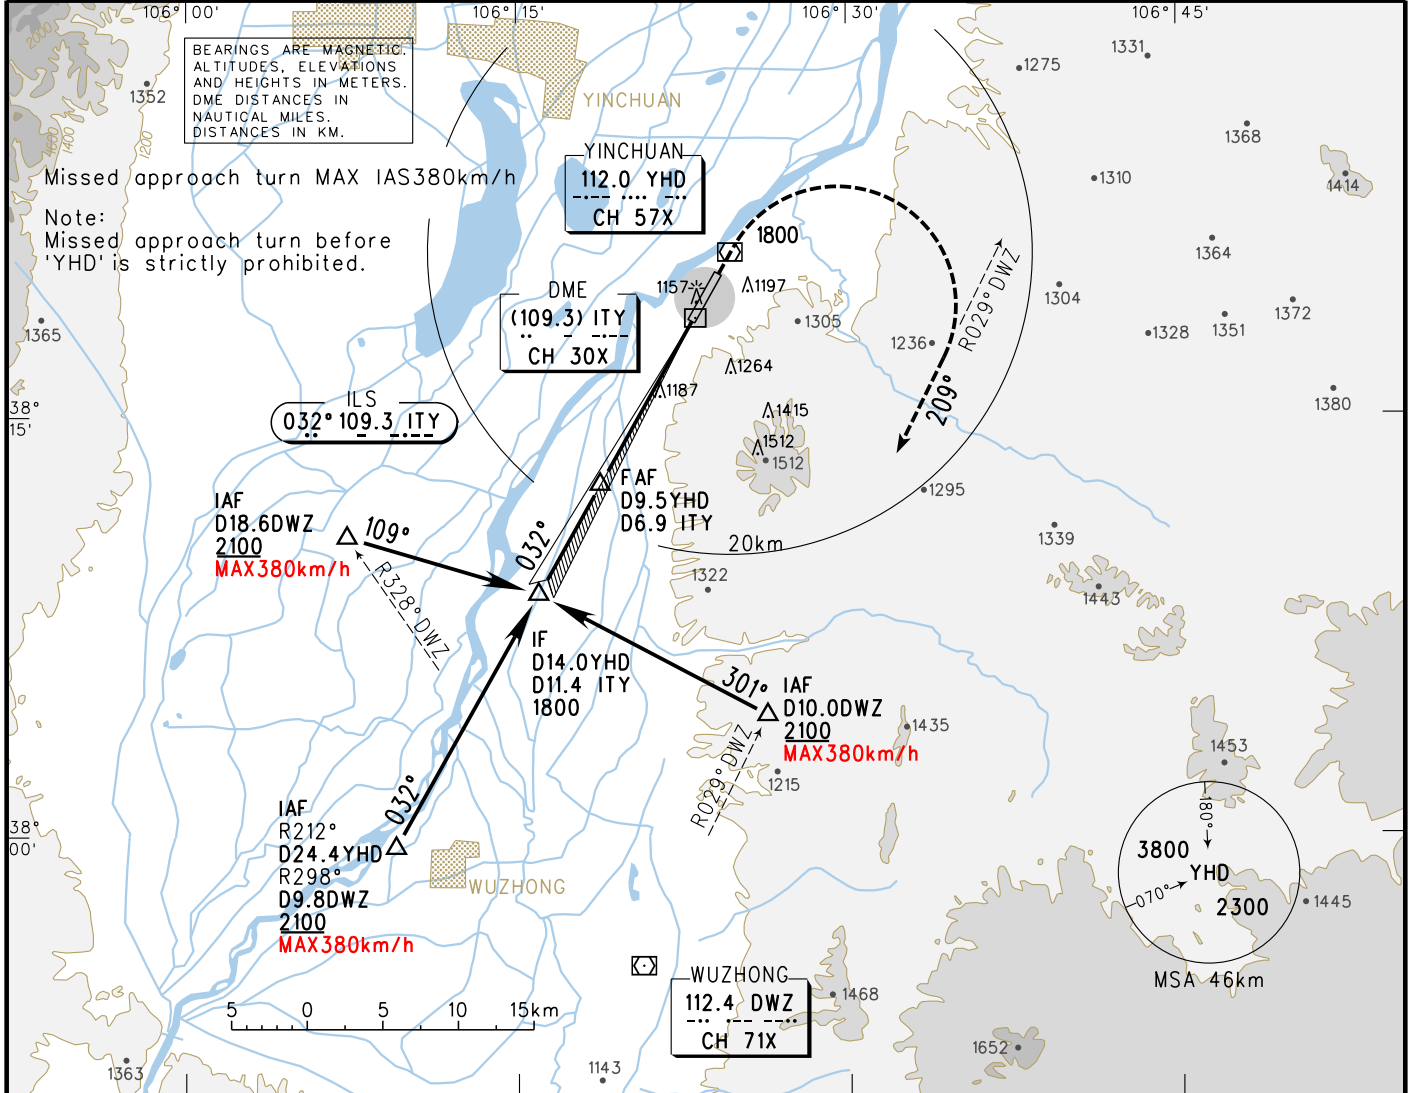 106° 00'
106° 15'
106° 30'
106° 45'
BEARINGS ARE MAGNETIC.
ALTITUDES, ELEVATIONS
AND HEIGHTS IN METERS.
DME DISTANCES IN
NAUTICAL MILES.
DISTANCES IN KM.
2000
1600
1400
1200
1352
Missed approach turn MAX IAS380km/h
Note:
Missed approach turn before
'YHD' is strictly prohibited.
YINCHUAN
YINCHUAN
112.0 YHD
CH 57X
1331
1275
1368
1310
1414
1364
1304
1372
1351
1328
1380
1365
1800
1157
1197
1305
1236
R029° DWZ
209°
DME
(109.3) ITY
CH 30X
1264
1187
1415
1512
1512
ILS
032° 109.3 ITY
38°
15'
FAF
D9.5YHD
D6.9 ITY
1295
20km
1339
1443
1322
IAF
D18.6DWZ
2100
MAX380km/h
109°
032°
R328° DWZ
IF
D14.0YHD
D11.4 ITY
1800
301°
IAF
D10.0DWZ
2100
MAX380km/h
R029° DWZ
1215
1435
1453
032°
IAF
R212°
D24.4YHD
R298°
D9.8DWZ
2100
MAX380km/h
38°
00'
WUZHONG
180°
3800
YHD
070°
2300
MSA 46km
1445
WUZHONG
112.4 DWZ
CH 71X
1468
1652
5 0 5 10 15km
1363
1143